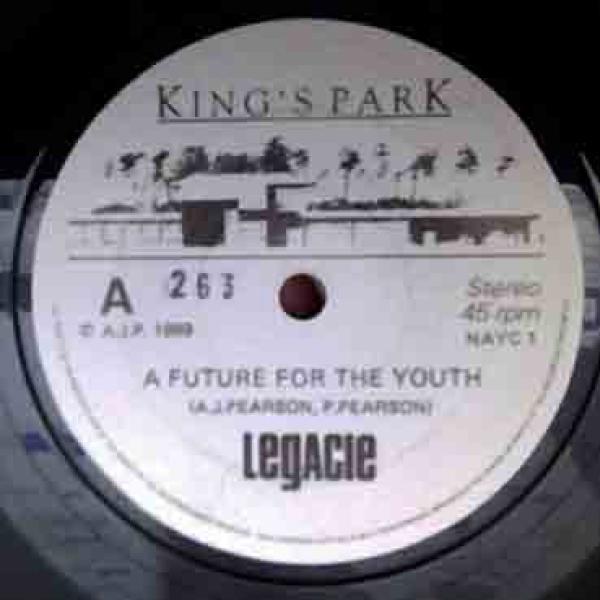 KING'S PARK
A 263
Stereo
45 rpm
© A.J.P. 1989
NAYC 1
A FUTURE FOR THE YOUTH
(A.J.PEARSON, P.PEARSON)
LEGACIE